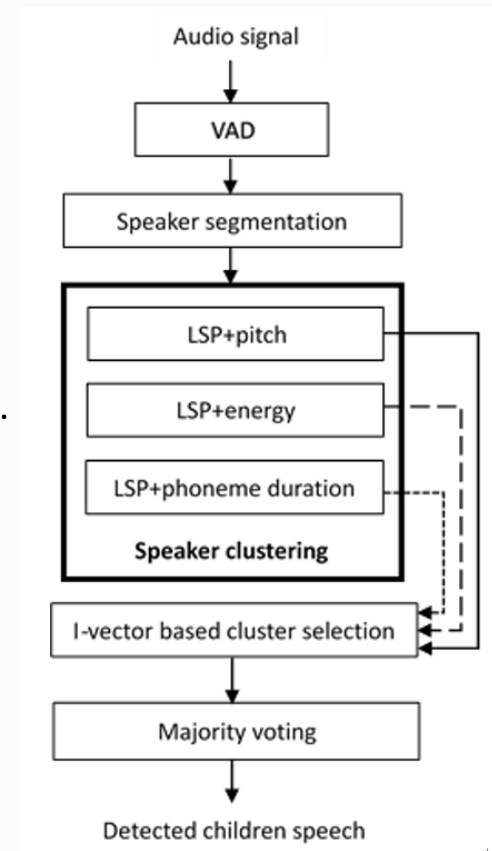 Audio signal
VAD
Speaker segmentation
LSP+pitch
LSP+energy
LSP+phoneme duration
Speaker clustering
I-vector based cluster selection
Majority voting
Detected children speech